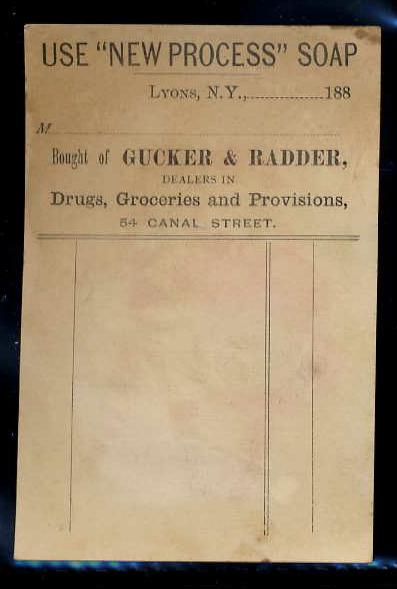 USE "NEW PROCESS" SOAP
LYONS, N.Y.,................188
M................................
Bought of GUCKER & RADDER,
DEALERS IN
Drugs, Groceries and Provisions,
54 CANAL STREET.